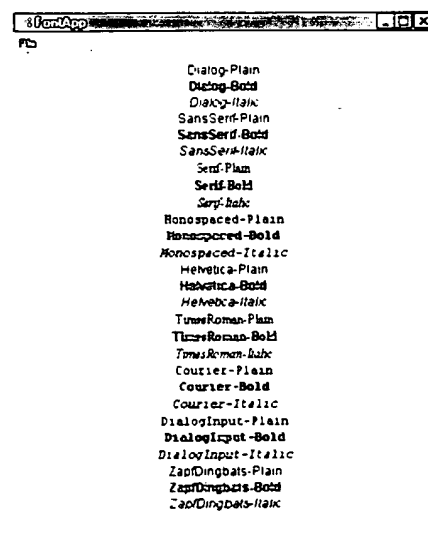 FontApp
File
Dialog-Plain
Dialog-Bold
Dialog-Italic
SansSerif-Plain
SansSerif-Bold
SansSerif-Italic
Serif-Plain
Serif-Bold
Serif-Italic
Monospaced-Plain
Monospaced-Bold
Monospaced-Italic
Helvetica-Plain
Helvetica-Bold
Helvetica-Italic
TimesRoman-Plain
TimesRoman-Bold
TimesRoman-Italic
Courier-Plain
Courier-Bold
Courier-Italic
DialogInput-Plain
DialogInput-Bold
DialogInput-Italic
ZapfDingbats-Plain
ZapfDingbats-Bold
ZapfDingbats-Italic